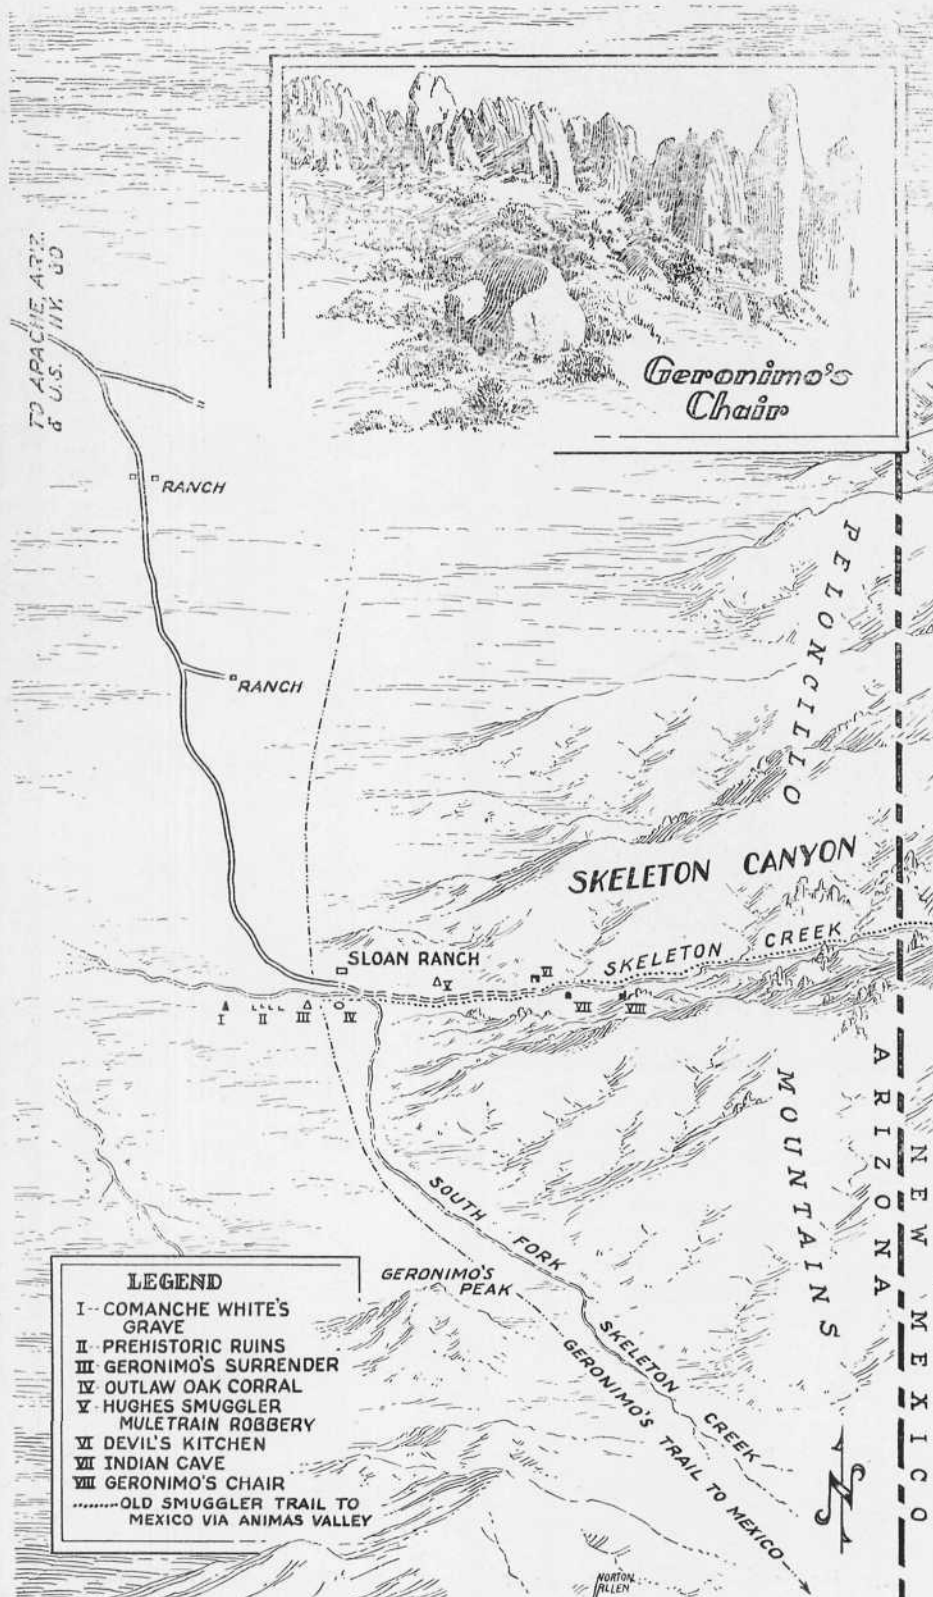 Geronimo's
Chair
TO APACHE, ARIZ.
& U.S. HY. 80
RANCH
RANCH
PELONCILLO
SKELETON CANYON
SKELETON CREEK
SLOAN RANCH
V
VI
I
II
III
IV
VII
VIII
MOUNTAINS
ARIZONA
NEW MEXICO
SOUTH FORK SKELETON CREEK
GERONIMO'S
PEAK
GERONIMO'S TRAIL TO MEXICO
N
LEGEND
I--COMANCHE WHITE'S
GRAVE
II--PREHISTORIC RUINS
III GERONIMO'S SURRENDER
IV OUTLAW OAK CORRAL
V-HUGHES SMUGGLER
MULETRAIN ROBBERY
VI DEVIL'S KITCHEN
VII INDIAN CAVE
VIII GERONIMO'S CHAIR
.........OLD SMUGGLER TRAIL TO
MEXICO VIA ANIMAS VALLEY
NORTON
ALLEN